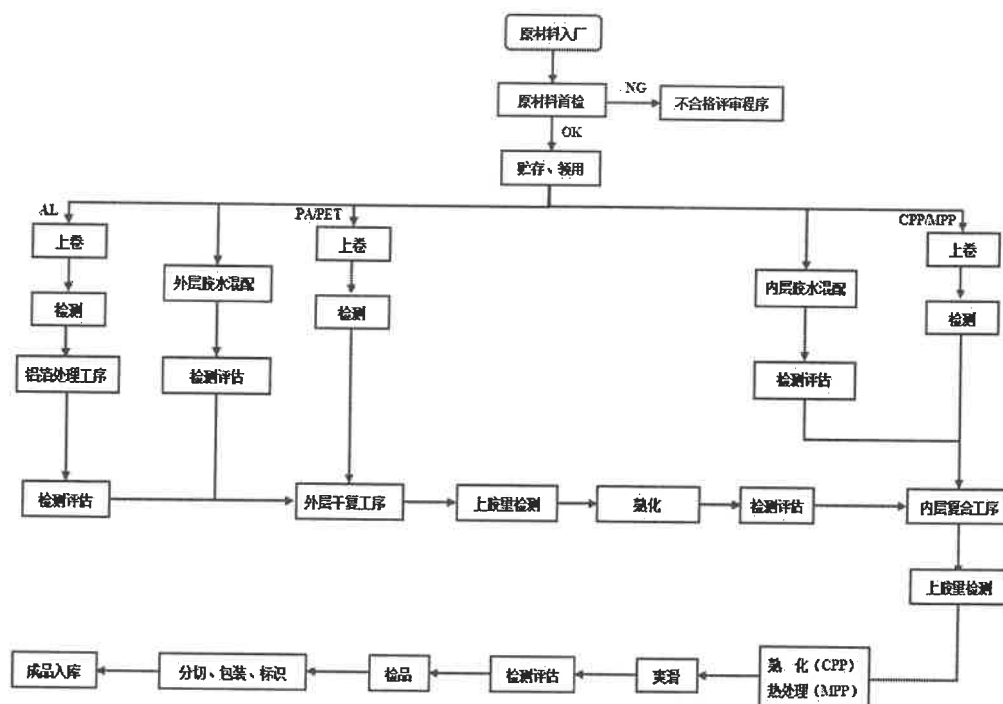 原材料入厂
原材料首检
NG
不合格评审程序
OK
贮存、领用
AL
PA/PET
CPP/MPP
上卷
外层胶水混配
上卷
内层胶水混配
上卷
检测
检测
检测
铝箔处理工序
检测评估
检测评估
检测评估
外层干复工序
上胶量检测
熟化
检测评估
内层复合工序
上胶量检测
成品入库
分切、包装、标识
检品
检测评估
爽滑
熟 化（CPP）
热处理（MPP）